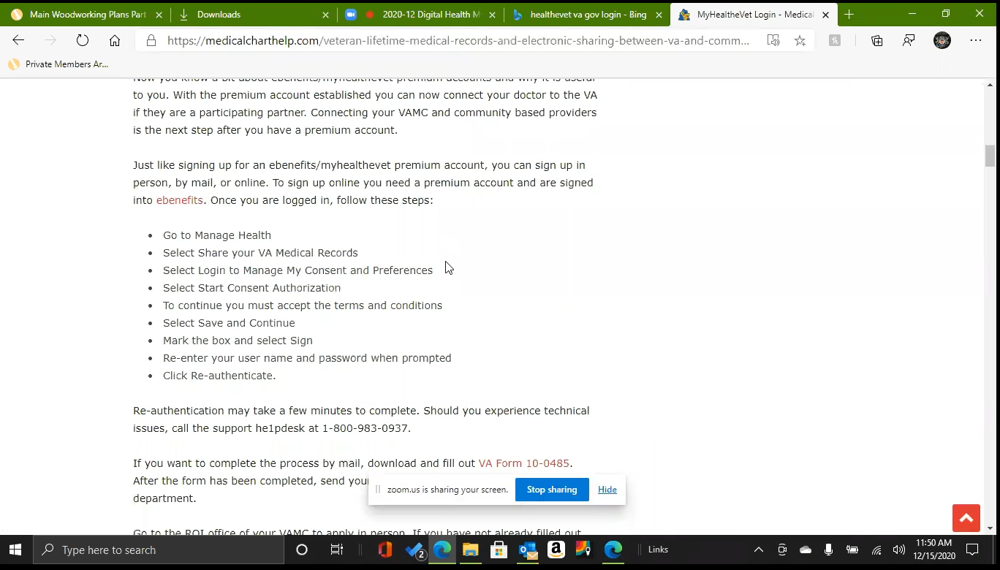 Main Woodworking Plans Part
Downloads
2020-12 Digital Health M
healthevet va gov login - Bing
MyHealtheVet Login - Medical
https://medicalcharthelp.com/veteran-lifetime-medical-records-and-electronic-sharing-between-va-and-comm...
Private Members Ar...
Now you know a bit about ebenefits/myhealthevet premium accounts and why it is useful
to you. With the premium account established you can now connect your doctor to the VA
if they are a participating partner. Connecting your VAMC and community based providers
is the next step after you have a premium account.
Just like signing up for an ebenefits/myhealthevet premium account, you can sign up in
person, by mail, or online. To sign up online you need a premium account and are signed
into ebenefits. Once you are logged in, follow these steps:
• Go to Manage Health
• Select Share your VA Medical Records
• Select Login to Manage My Consent and Preferences
• Select Start Consent Authorization
• To continue you must accept the terms and conditions
• Select Save and Continue
• Mark the box and select Sign
• Re-enter your user name and password when prompted
• Click Re-authenticate.
Re-authentication may take a few minutes to complete. Should you experience technical
issues, call the support he1pdesk at 1-800-983-0937.
If you want to complete the process by mail, download and fill out VA Form 10-0485.
After the form has been completed, send your
department.
zoom.us is sharing your screen.
Stop sharing
Hide
Go to the ROI office of your VAMC to apply in person. If you have not already filled out
Type here to search
2
a
Links
11:50 AM
12/15/2020